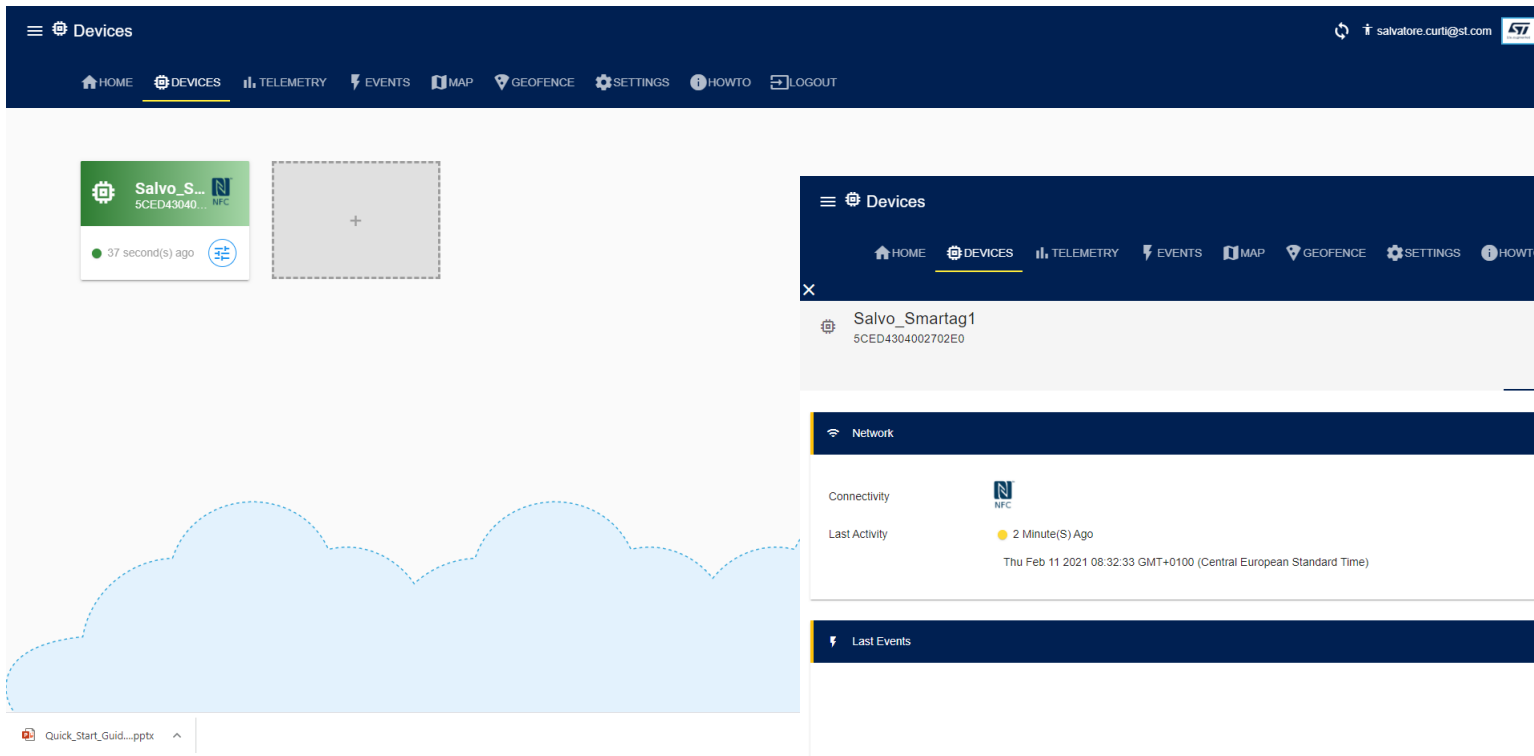 Devices
salvatore.curti@st.com
HOME DEVICES TELEMETRY EVENTS MAP GEOFENCE SETTINGS HOWTO LOGOUT
Salvo_S...
5CED43040...
NFC
37 second(s) ago
+
Quick_Start_Guid....pptx
Devices
HOME DEVICES TELEMETRY EVENTS MAP GEOFENCE SETTINGS HOWT
Salvo_Smartag1
5CED4304002702E0
Network
Connectivity
NFC
Last Activity
2 Minute(S) Ago
Thu Feb 11 2021 08:32:33 GMT+0100 (Central European Standard Time)
Last Events